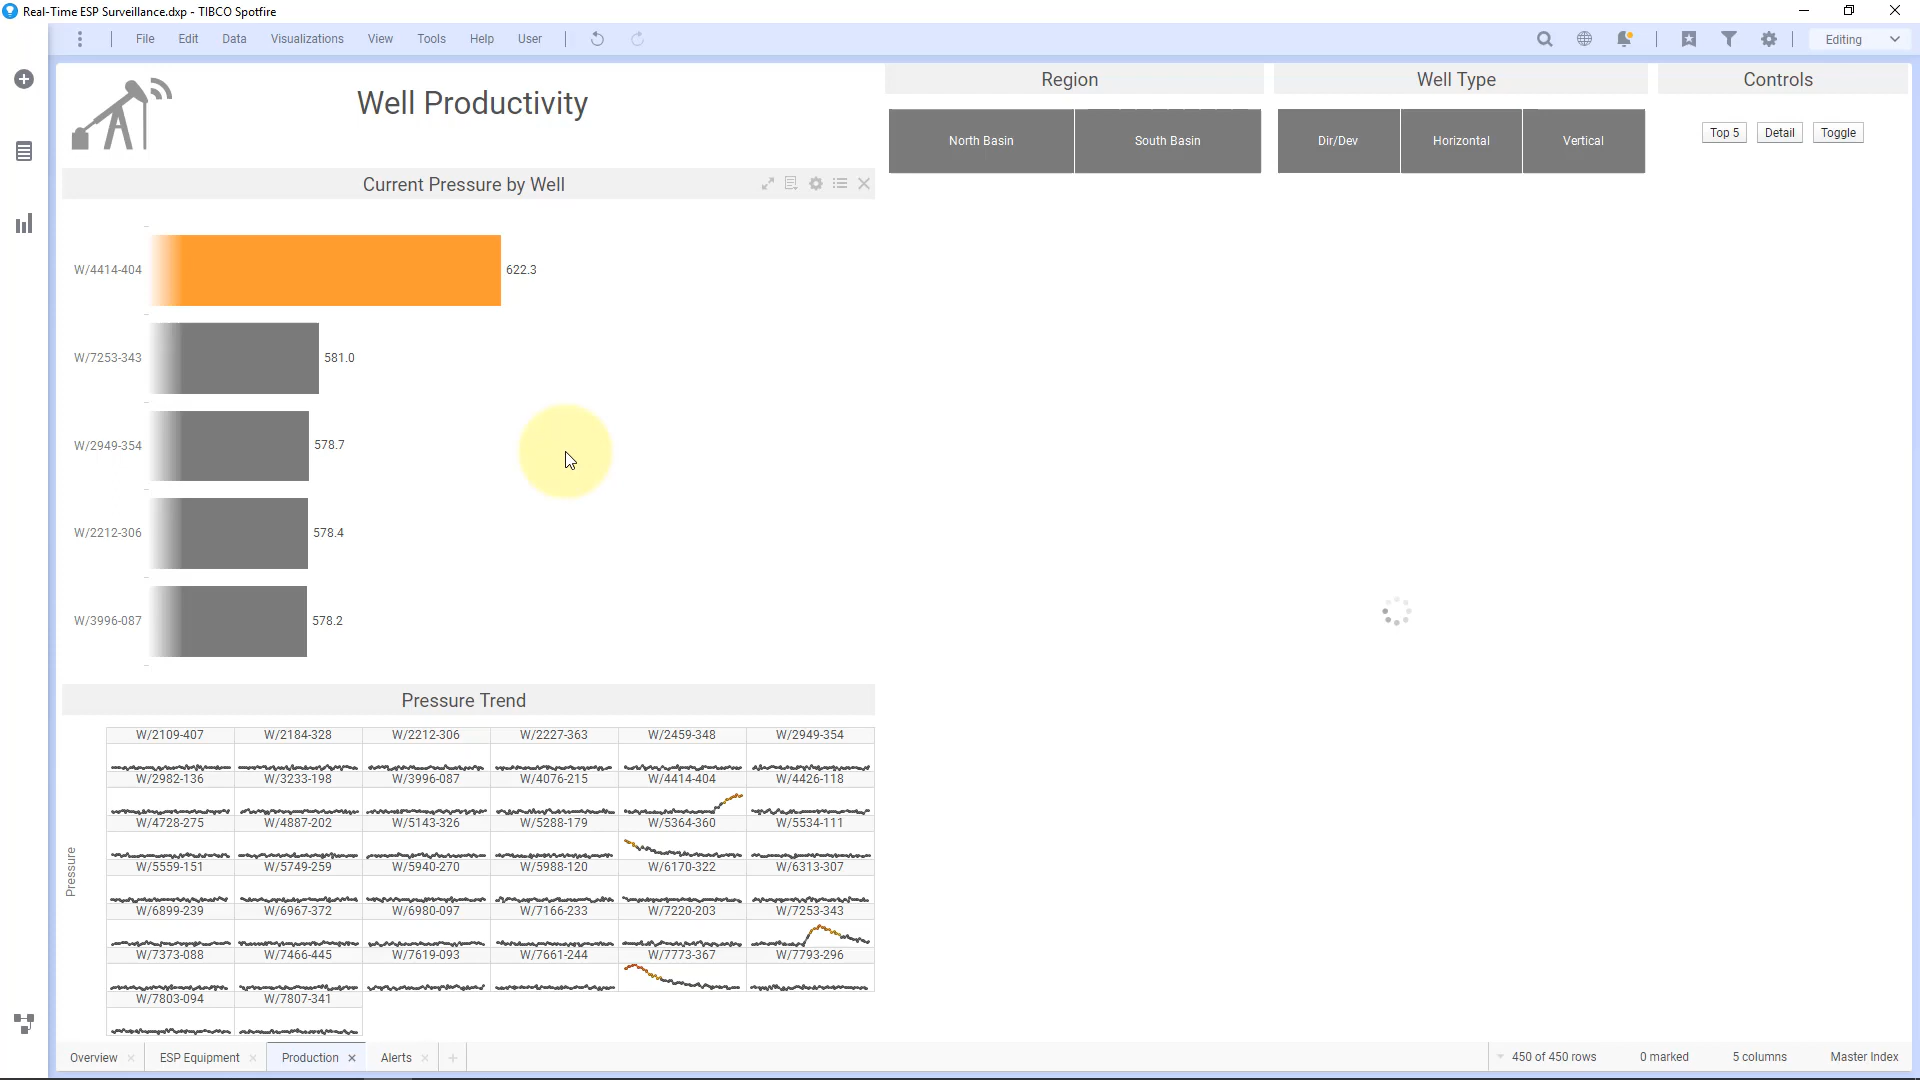 Real-Time ESP Surveillance.dxp - TIBCO Spotfire
File Edit Data Visualizations View Tools Help User
Editing
Well Productivity
Region
Well Type
Controls
North Basin South Basin
Dir/Dev Horizontal Vertical
Top 5 Detail Toggle
Current Pressure by Well
W/4414-404 622.3
W/7253-343 581.0
W/2949-354 578.7
W/2212-306 578.4
W/3996-087 578.2
Pressure Trend
Pressure
W/2109-407 W/2184-328 W/2212-306 W/2227-363 W/2459-348 W/2949-354
W/2982-136 W/3233-198 W/3996-087 W/4076-215 W/4414-404 W/4426-118
W/4728-275 W/4887-202 W/5143-326 W/5288-179 W/5364-360 W/5534-111
W/5559-151 W/5749-259 W/5940-270 W/5988-120 W/6170-322 W/6313-307
W/6899-239 W/6967-372 W/6980-097 W/7166-233 W/7220-203 W/7253-343
W/7373-088 W/7466-445 W/7619-093 W/7661-244 W/7773-367 W/7793-296
W/7803-094 W/7807-341
Overview ESP Equipment Production Alerts
450 of 450 rows 0 marked 5 columns Master Index